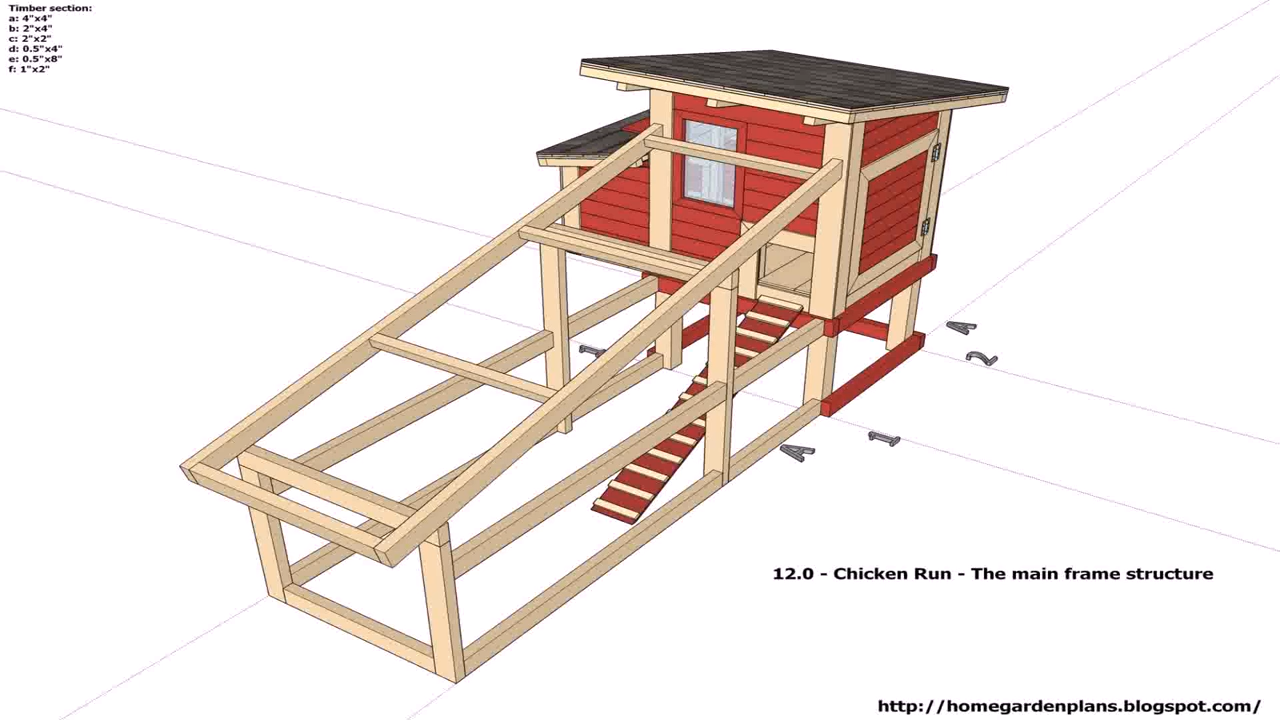 Timber section:
a: 4"x4"
b: 2"x4"
c: 2"x2"
d: 0.5"x4"
e: 0.5"x8"
f: 1"x2"
12.0 - Chicken Run - The main frame structure
http://homegardenplans.blogspot.com/